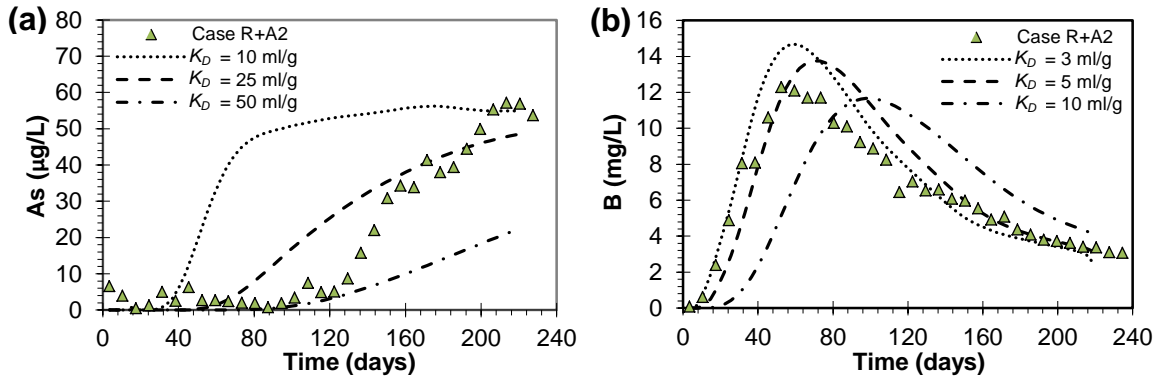 (a)
80
70
60
50
40
30
20
10
0
As (µg/L)
Case R+A2
K_D = 10 ml/g
K_D = 25 ml/g
K_D = 50 ml/g
0 40 80 120 160 200 240
Time (days)
(b)
16
14
12
10
8
6
4
2
0
B (mg/L)
Case R+A2
K_D = 3 ml/g
K_D = 5 ml/g
K_D = 10 ml/g
0 40 80 120 160 200 240
Time (days)